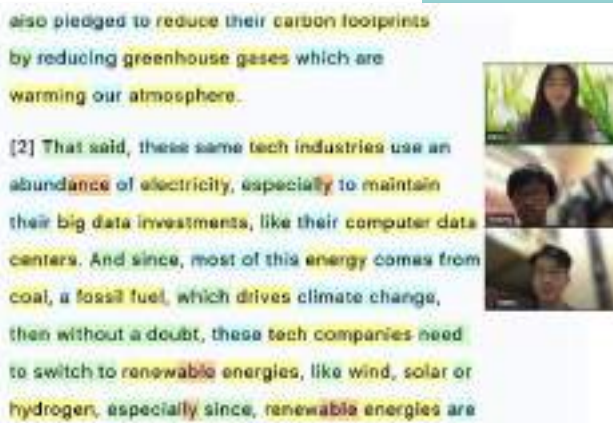 also pledged to reduce their carbon footprints
by reducing greenhouse gases which are
warming our atmosphere.
[2] That said, these same tech industries use an
abundance of electricity, especially to maintain
their big data investments, like their computer data
centers. And since, most of this energy comes from
coal, a fossil fuel, which drives climate change,
then without a doubt, these tech companies need
to switch to renewable energies, like wind, solar or
hydrogen, especially since, renewable energies are